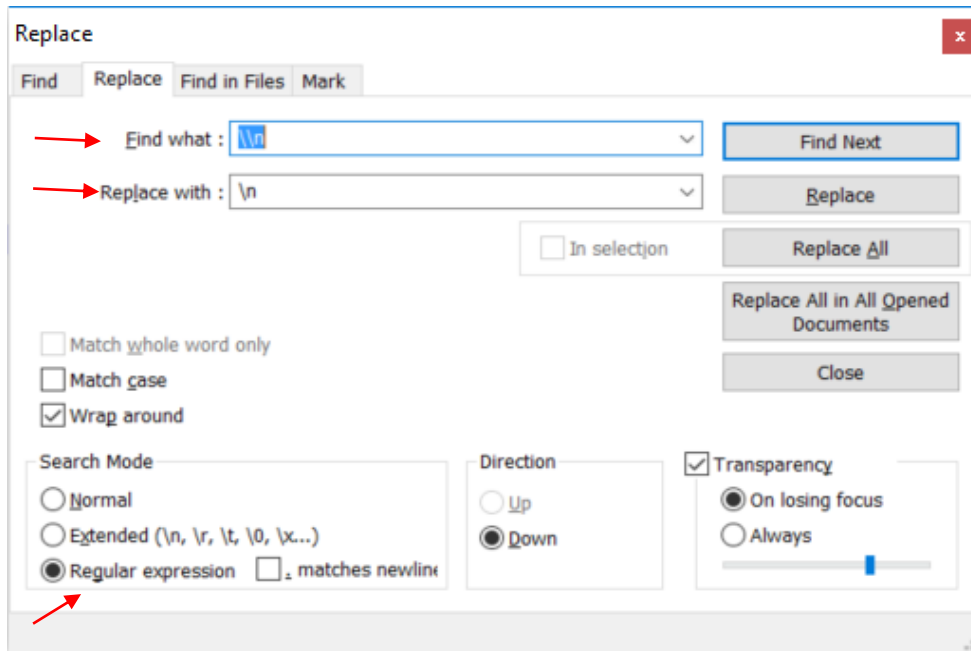 Replace
x
Find Replace Find in Files Mark
Find what : \\n
Find Next
Replace with : \n
Replace
In selection
Replace All
Replace All in All Opened
Documents
Match whole word only
Match case
Close
Wrap around
Search Mode
Direction
Transparency
Normal
Up
On losing focus
Extended (\n, \r, \t, \0, \x...)
Down
Always
Regular expression
. matches newline